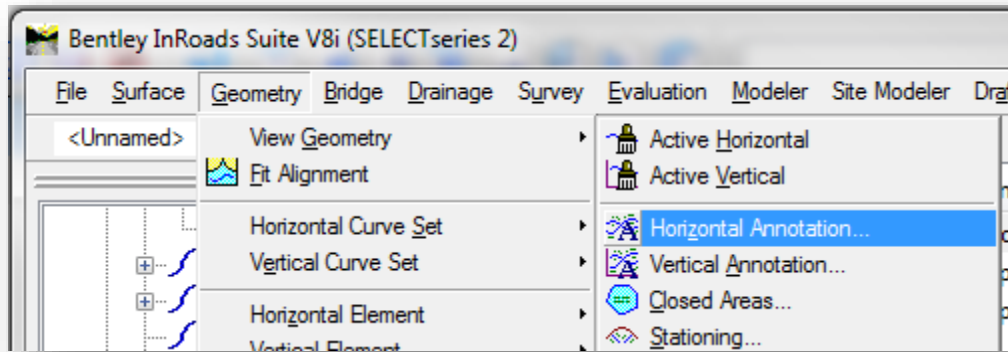 Bentley InRoads Suite V8i (SELECTseries 2)
File Surface Geometry Bridge Drainage Survey Evaluation Modeler Site Modeler
<Unnamed>
View Geometry
Fit Alignment
Horizontal Curve Set
Vertical Curve Set
Horizontal Element
Vertical Element
Active Horizontal
Active Vertical
Horizontal Annotation...
Vertical Annotation...
Closed Areas...
Stationing...